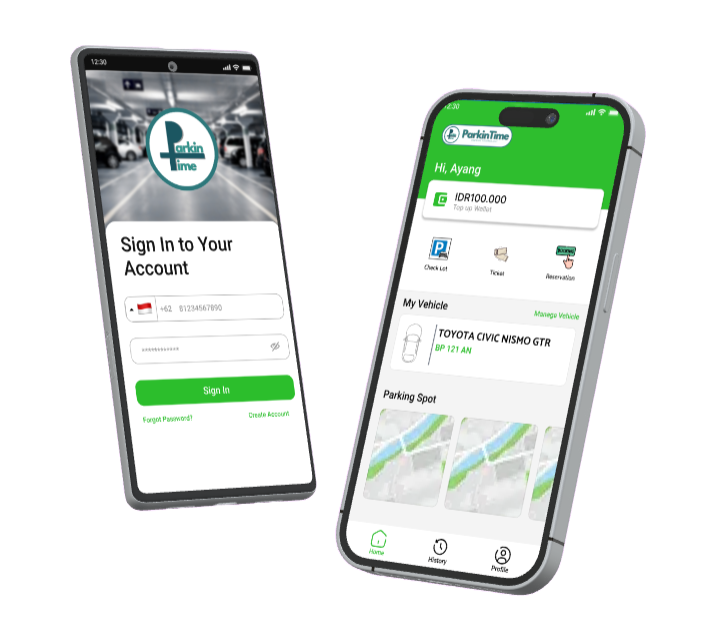 12:30
Parkin
Time
Sign In to Your
Account
+62 81234567890
Sign In
Forgot Password?
Create Account
12:30
ParkinTime
Hi, Ayang
IDR100.000
Top up Wallet
Check Lot
Ticket
Reservation
My Vehicle
Manage Vehicle
TOYOTA CIVIC NISMO GTR
BP 121 AN
Parking Spot
Home
History
Profile